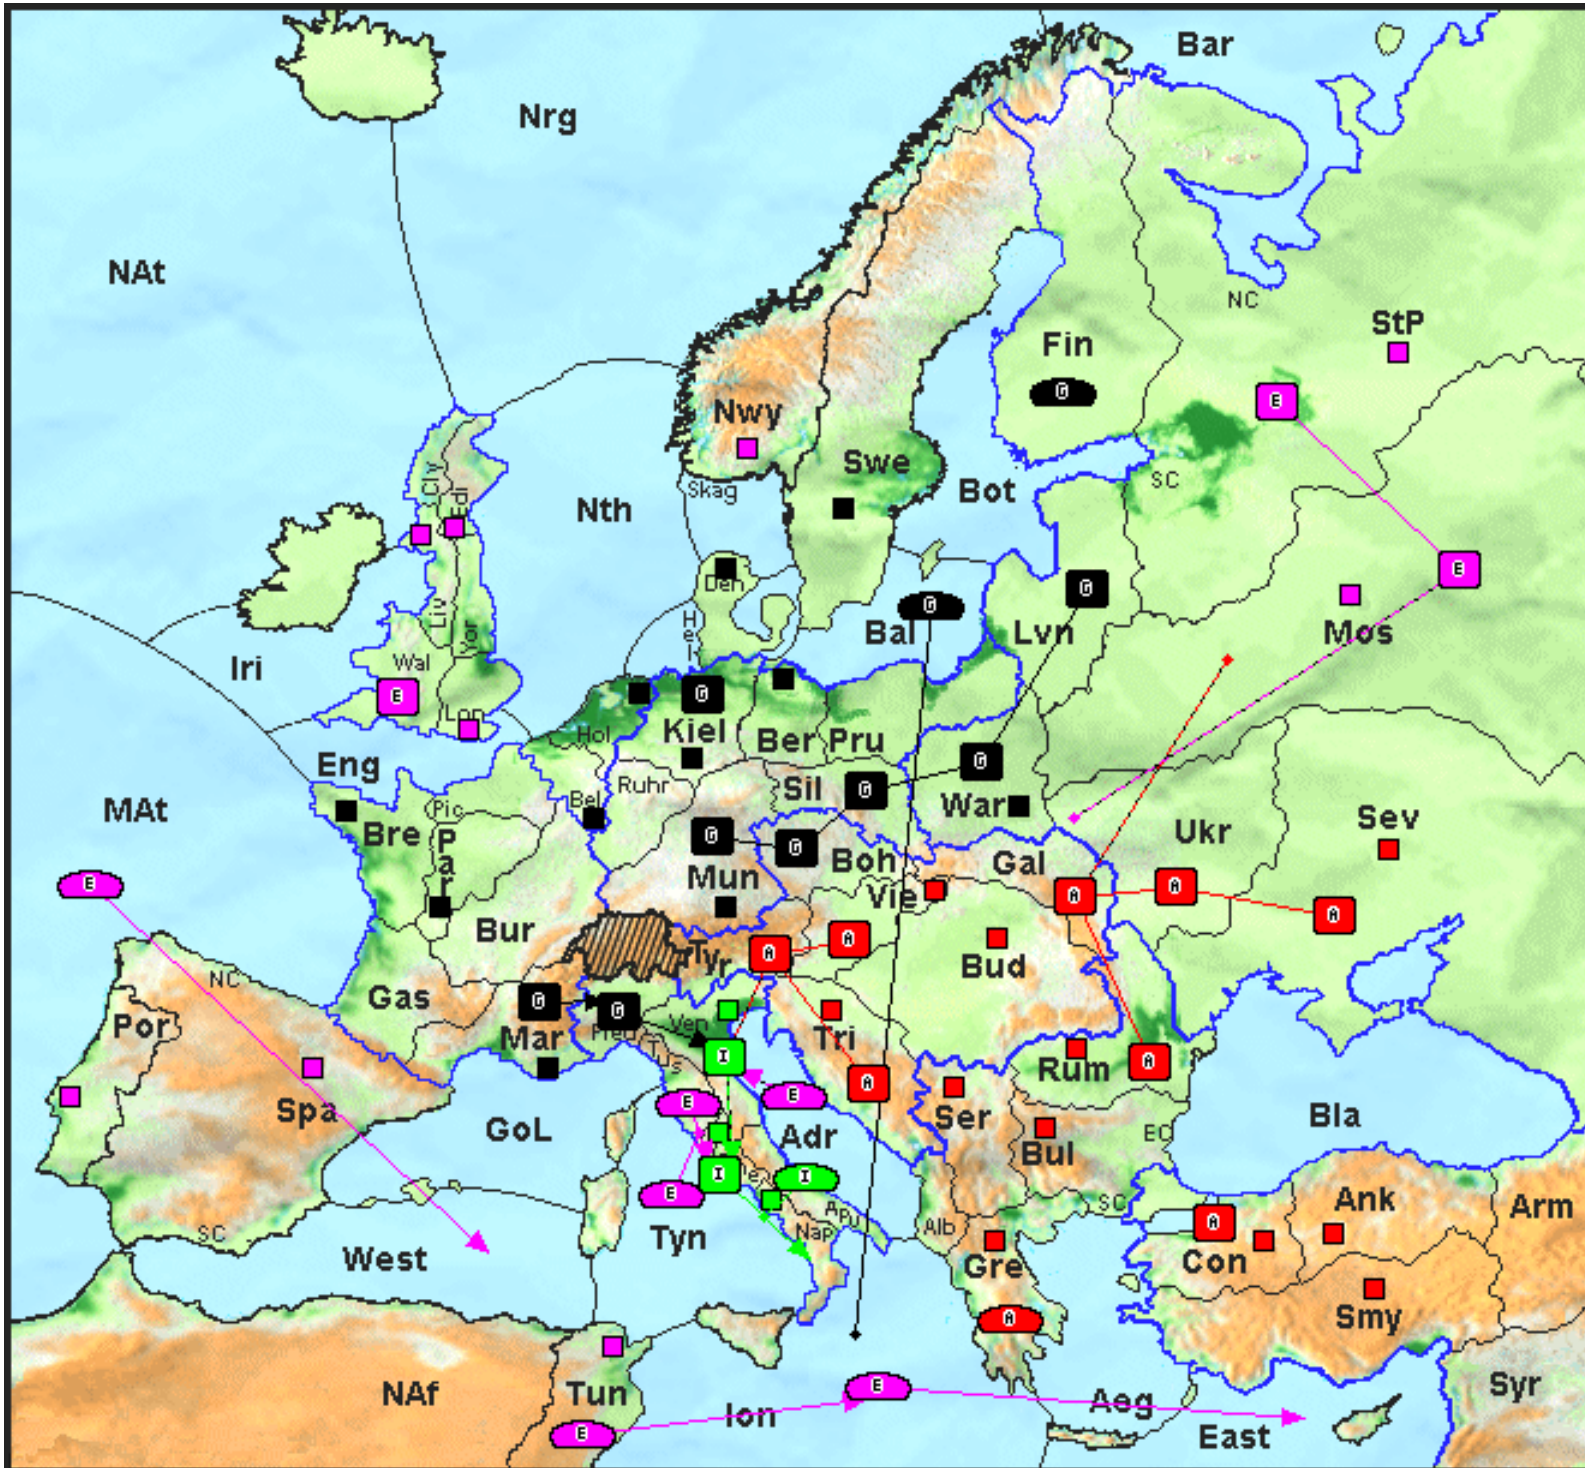 Bar
Nrg
NAt
NC
StP
Fin
E
G
Nwy
Swe
SC
Skag
Bot
Cly
Edi
Nth
E
Den
G
G
Hel
Bal
Lvn
Mos
Liv
Yor
Iri
Wal
E
Lon
G
Kiel
Hol
Ber
Pru
Eng
Ruhr
Sil
G
G
War
MAt
Pic
Bel
Bre
Par
G
G
Boh
Gal
Ukr
Sev
E
Mun
Vie
A
A
A
Bur
Tyr
A
A
Bud
NC
Gas
G
G
Por
Mar
Pied
Ven
Tri
Tus
I
Rum
A
Spa
E
E
A
Ser
GoL
Adr
Bul
EC
Bla
E
I
I
SC
SC
Tyn
Apu
Nap
Alb
A
Ank
Arm
West
Gre
Con
A
Smy
NAf
Tun
E
Aeg
Syr
Ion
E
East